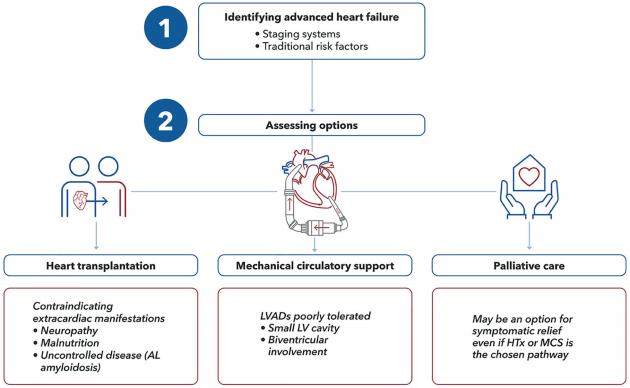 1
Identifying advanced heart failure
• Staging systems
• Traditional risk factors
2
Assessing options
Heart transplantation
Contraindicating
extracardiac manifestations
• Neuropathy
• Malnutrition
• Uncontrolled disease (AL
amyloidosis)
Mechanical circulatory support
LVADs poorly tolerated
• Small LV cavity
• Biventricular
involvement
Palliative care
May be an option for
symptomatic relief
even if HTx or MCS is
the chosen pathway